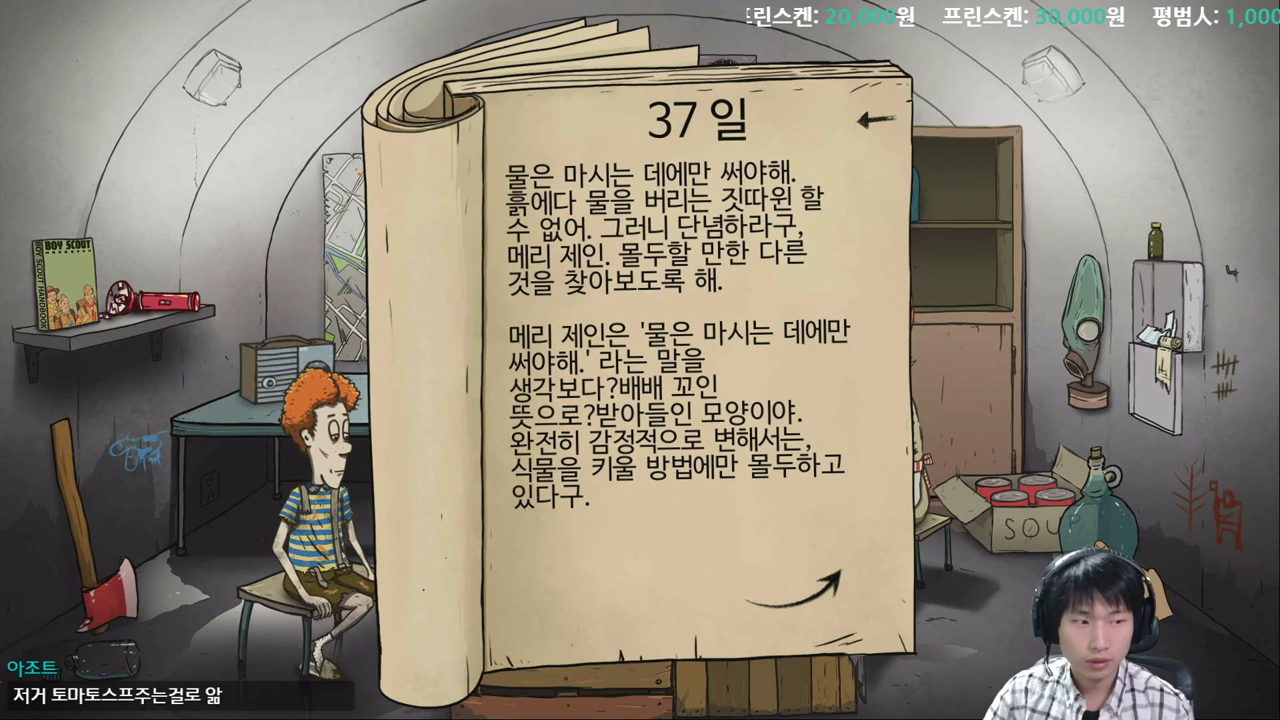 프린스켄: 20,000원 프린스켄: 30,000원 평범人: 1,000
37 일
물은 마시는 데에만 써야해.
흙에다 물을 버리는 짓따윈 할
수 없어. 그러니 단념하라구,
메리 제인. 몰두할 만한 다른
것을 찾아보도록 해.
메리 제인은 '물은 마시는 데에만
써야해.' 라는 말을
생각보다?배배 꼬인
뜻으로?받아들인 모양이야.
완전히 감정적으로 변해서는,
식물을 키울 방법에만 몰두하고
있다구.
BOY SCOUT
BOY SCOUT HANDBOOK
SOUP
아조트
저거 토마토스프주는걸로 앎